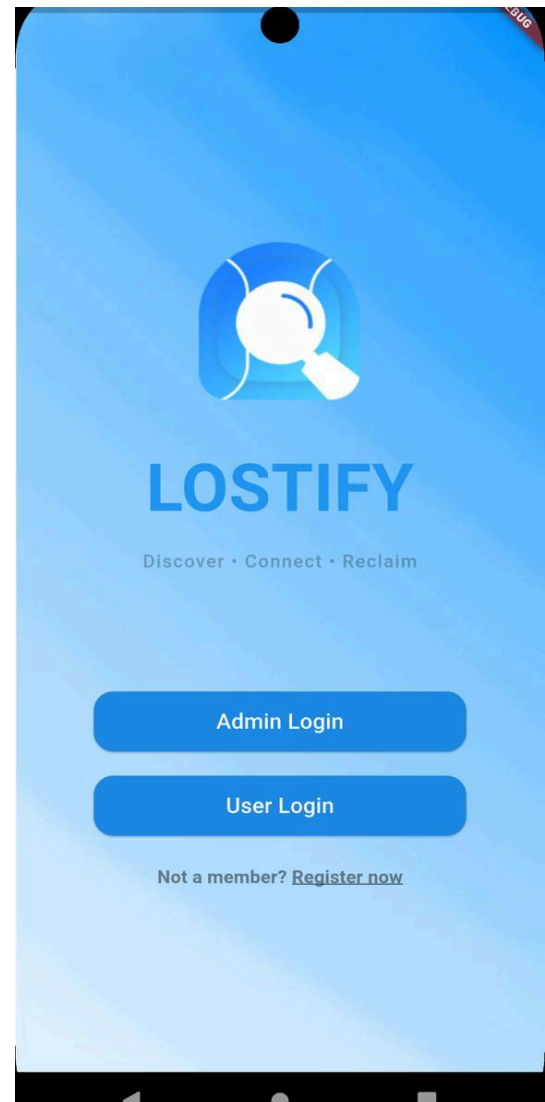 LOSTIFY
Discover • Connect • Reclaim
Admin Login
User Login
Not a member? Register now